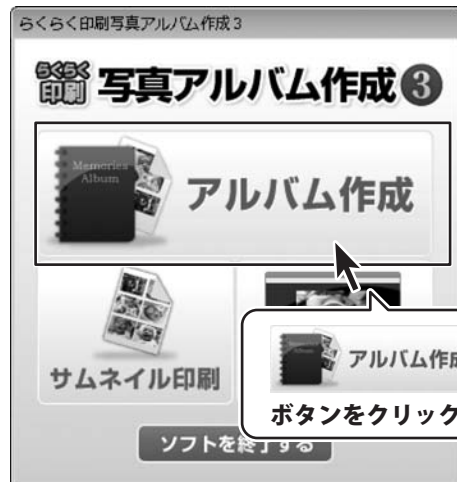 らくらく印刷写真アルバム作成3
らくらく
印刷 写真アルバム作成3
Memories
Album
アルバム作成
サムネイル印刷
アルバム作成
ボタンをクリック
ソフトを終了する